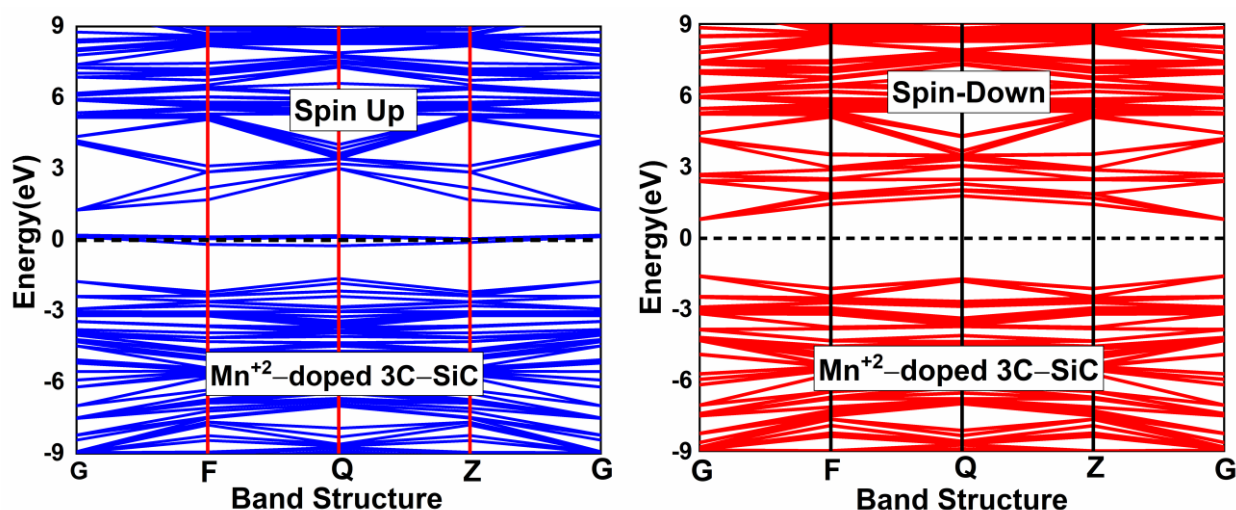 9
6
3
0
-3
-6
-9
Energy(eV)
Spin Up
Mn⁺²–doped 3C–SiC
G F Q Z G
Band Structure
9
6
3
0
-3
-6
-9
Energy(eV)
Spin-Down
Mn⁺²–doped 3C–SiC
G F Q Z G
Band Structure